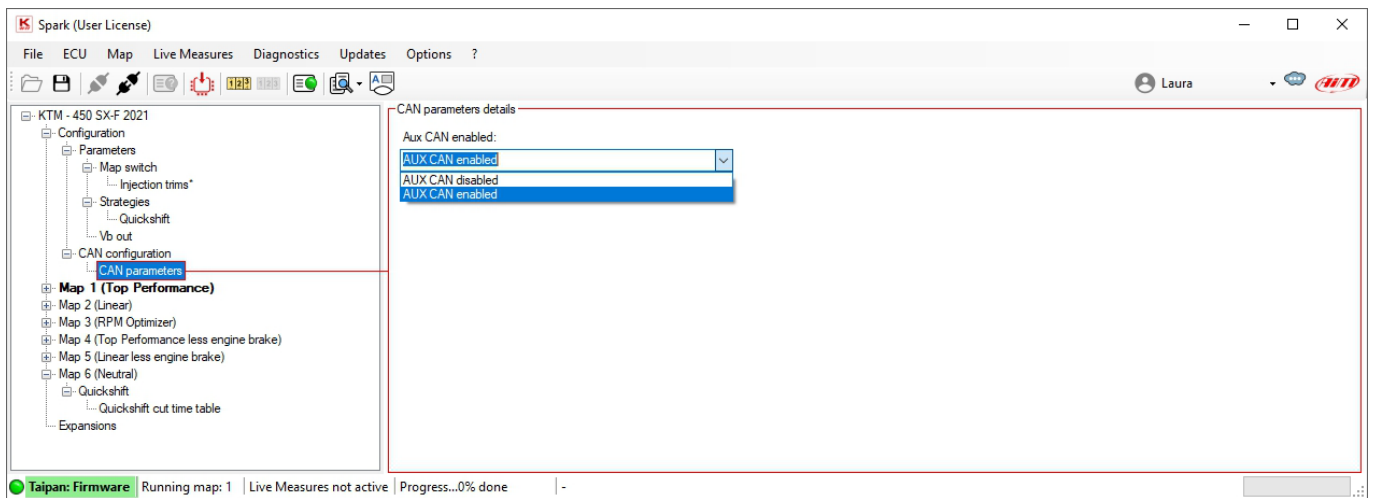 Spark (User License)
File ECU Map Live Measures Diagnostics Updates Options ?
Laura
AiM
KTM - 450 SX-F 2021
Configuration
Parameters
Map switch
Injection trims*
Strategies
Quickshift
Vb out
CAN configuration
CAN parameters
Map 1 (Top Performance)
Map 2 (Linear)
Map 3 (RPM Optimizer)
Map 4 (Top Performance less engine brake)
Map 5 (Linear less engine brake)
Map 6 (Neutral)
Quickshift
Quickshift cut time table
Expansions
CAN parameters details
Aux CAN enabled:
AUX CAN enabled
AUX CAN disabled
AUX CAN enabled
Taipan: Firmware Running map: 1 Live Measures not active Progress...0% done -